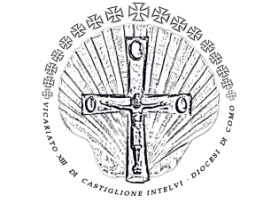 VICARIATO XIII DI CASTIGLIONE INTELVI . DIOCESI DI COMO